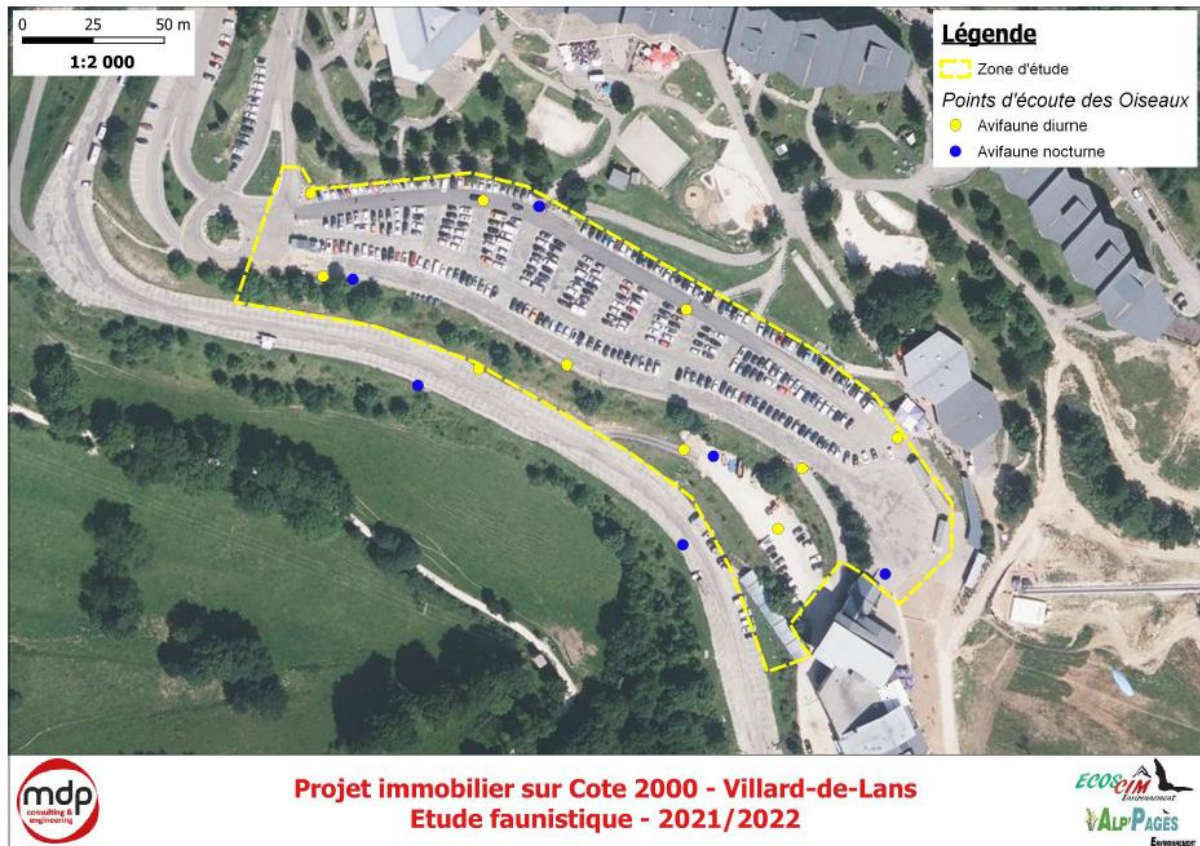 0 25 50 m
1:2 000
Légende
Zone d'étude
Points d'écoute des Oiseaux
Avifaune diurne
Avifaune nocturne
mdp
consulting &
engineering
Projet immobilier sur Cote 2000 - Villard-de-Lans
Etude faunistique - 2021/2022
ECOSCIM
Environnement
ALP'PAGÈS
Environnement